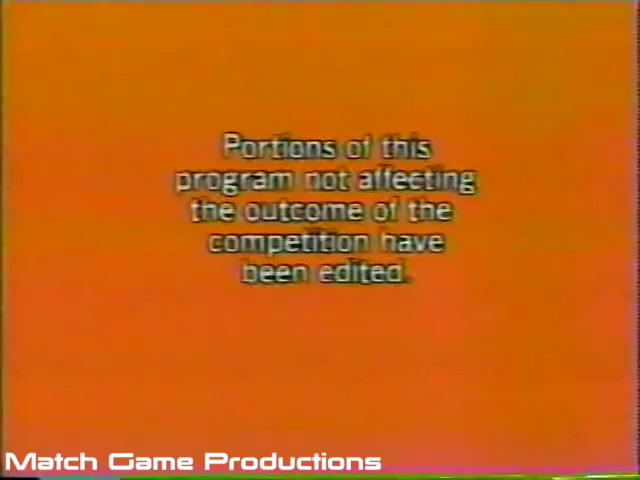 Portions of this
program not affecting
the outcome of the
competition have
been edited.
Match Game Productions